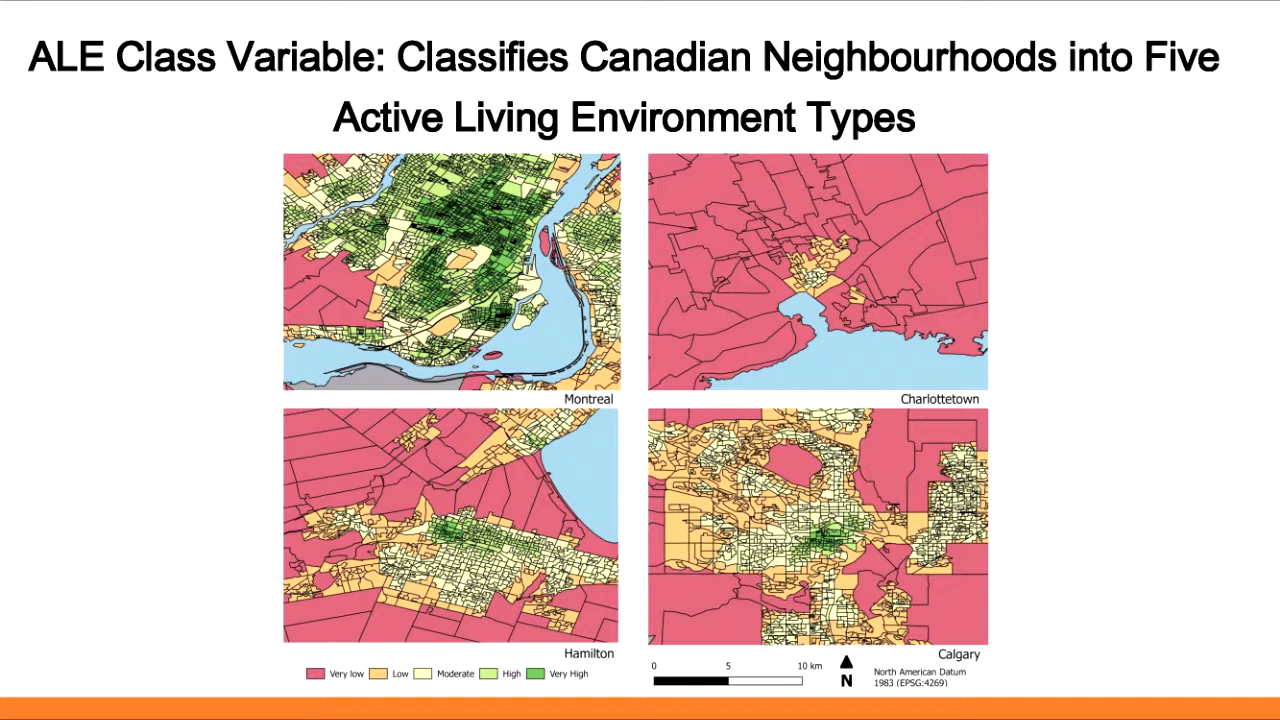 ALE Class Variable: Classifies Canadian Neighbourhoods into Five
Active Living Environment Types
Montreal
Charlottetown
Hamilton
Calgary
Very low Low Moderate High Very High
0 5 10 km
N
North American Datum
1983 (EPSG:4269)